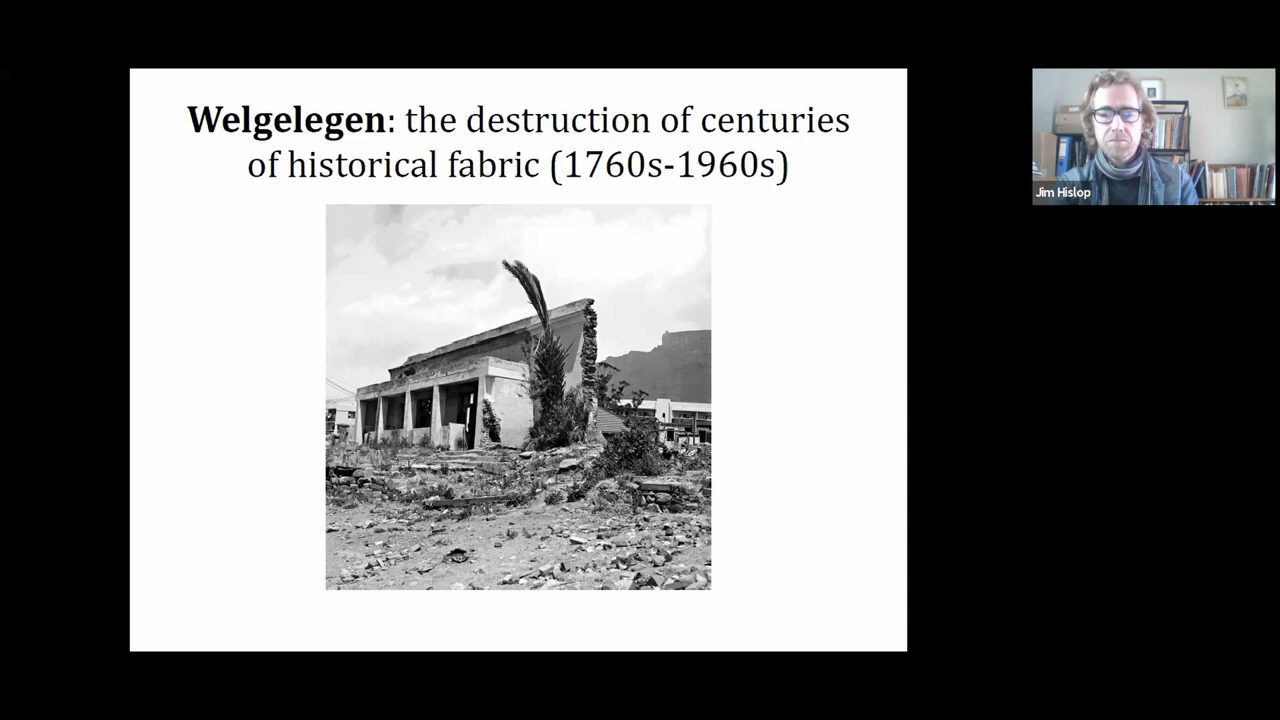 Welgelegen: the destruction of centuries
of historical fabric (1760s-1960s)
Jim Hislop